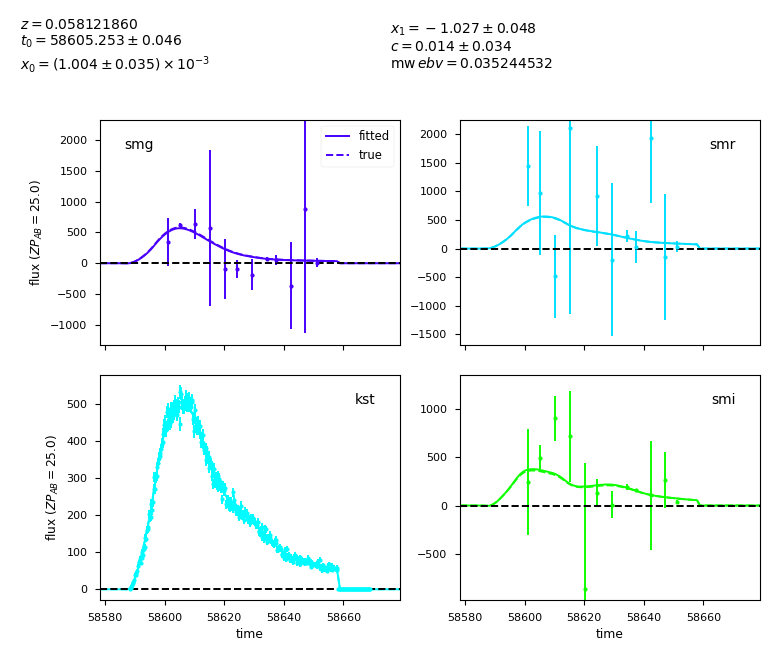 z = 0.058121860
t₀ = 58605.253 ± 0.046
x₀ = (1.004 ± 0.035) × 10⁻³
x₁ = −1.027 ± 0.048
c = 0.014 ± 0.034
mw ebv = 0.035244532
smg
fitted
true
2000
1500
1000
500
0
−500
−1000
flux (ZP_AB = 25.0)
smr
2000
1500
1000
500
0
−500
−1000
−1500
kst
500
400
300
200
100
0
flux (ZP_AB = 25.0)
58580 58600 58620 58640 58660
time
smi
1000
500
0
−500
58580 58600 58620 58640 58660
time